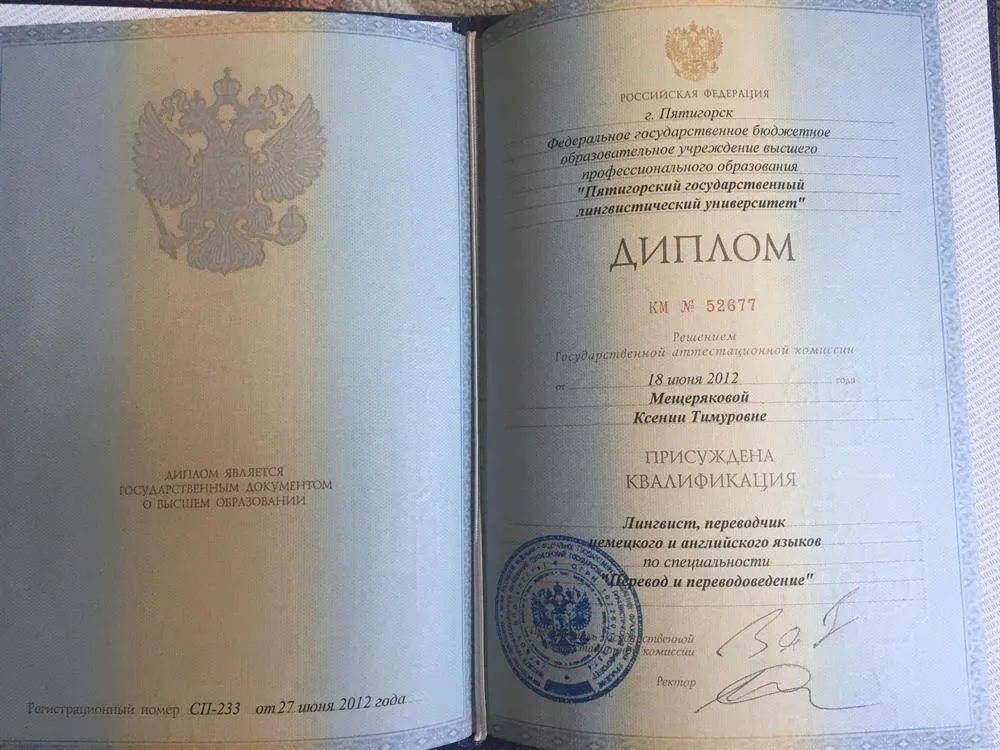 ДИПЛОМ ЯВЛЯЕТСЯ
ГОСУДАРСТВЕННЫМ ДОКУМЕНТОМ
О ВЫСШЕМ ОБРАЗОВАНИИ
Регистрационный номер СП-233 от 27 июня 2012 года
РОССИЙСКАЯ ФЕДЕРАЦИЯ
г. Пятигорск
Федеральное государственное бюджетное
образовательное учреждение высшего
профессионального образования
"Пятигорский государственный
лингвистический университет"
ДИПЛОМ
КМ № 52677
Решением
Государственной аттестационной комиссии
от 18 июня 2012 года
Мещеряковой
Ксении Тимуровне
ПРИСУЖДЕНА
КВАЛИФИКАЦИЯ
Лингвист, переводчик
немецкого и английского языков
по специальности
"Перевод и переводоведение"
Государственной
комиссии
Ректор